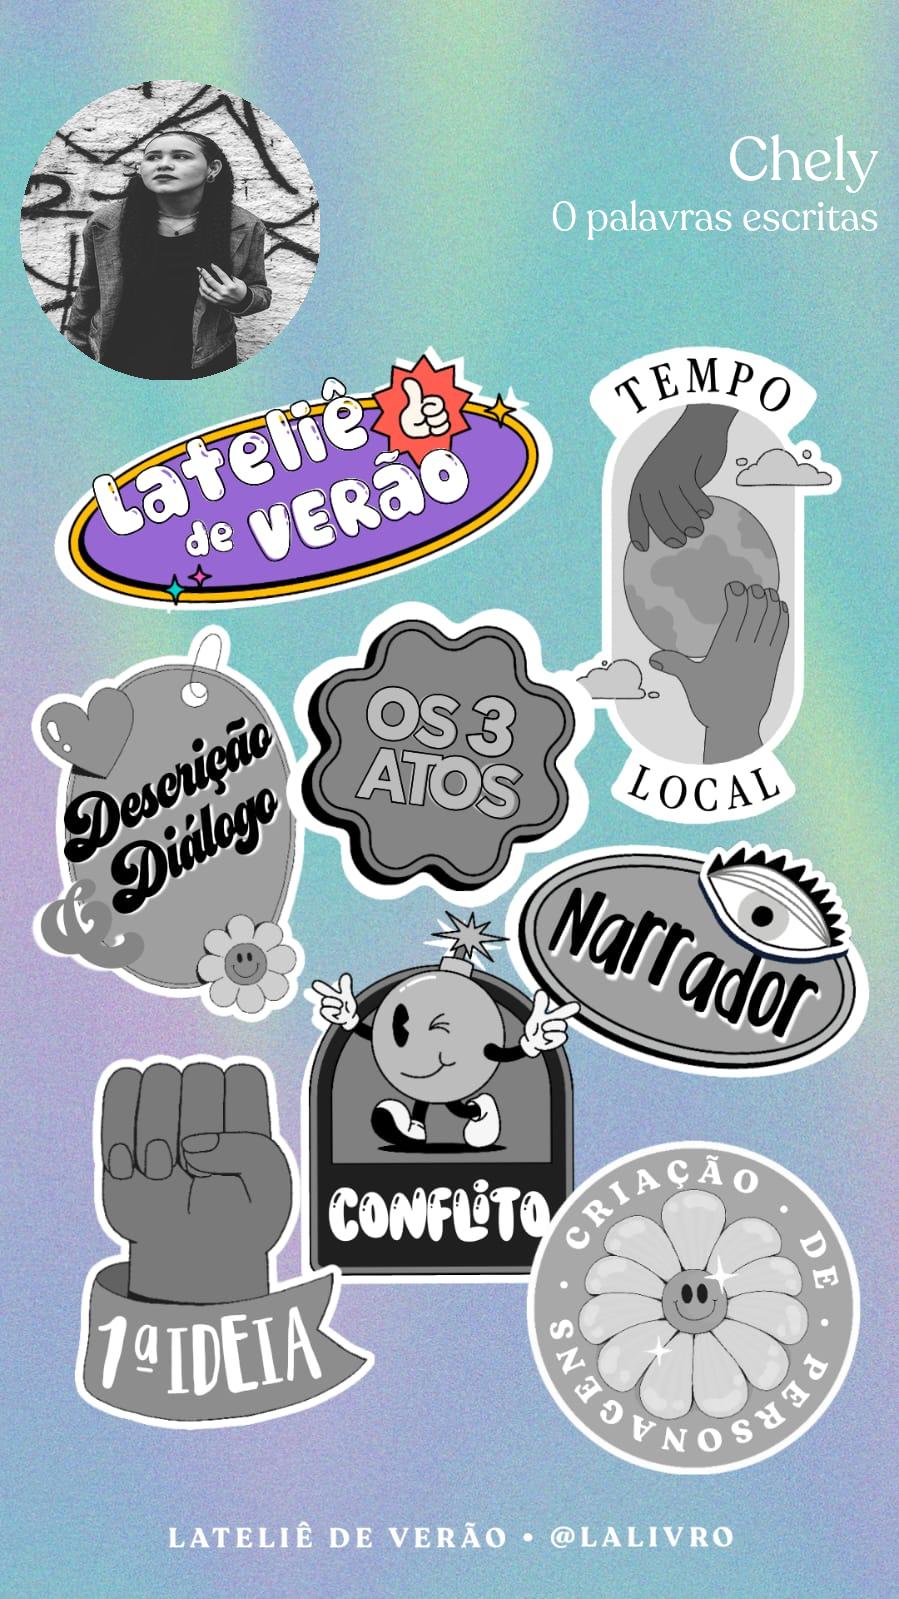 Chely
0 palavras escritas
Lateliê
de VERÃO
TEMPO
LOCAL
Descrição
& Diálogo
OS 3
ATOS
Narrador
CONFLITO
1ª IDEIA
CRIAÇÃO · DE · PERSONAGENS ·
LATELIÊ DE VERÃO • @LALIVRO